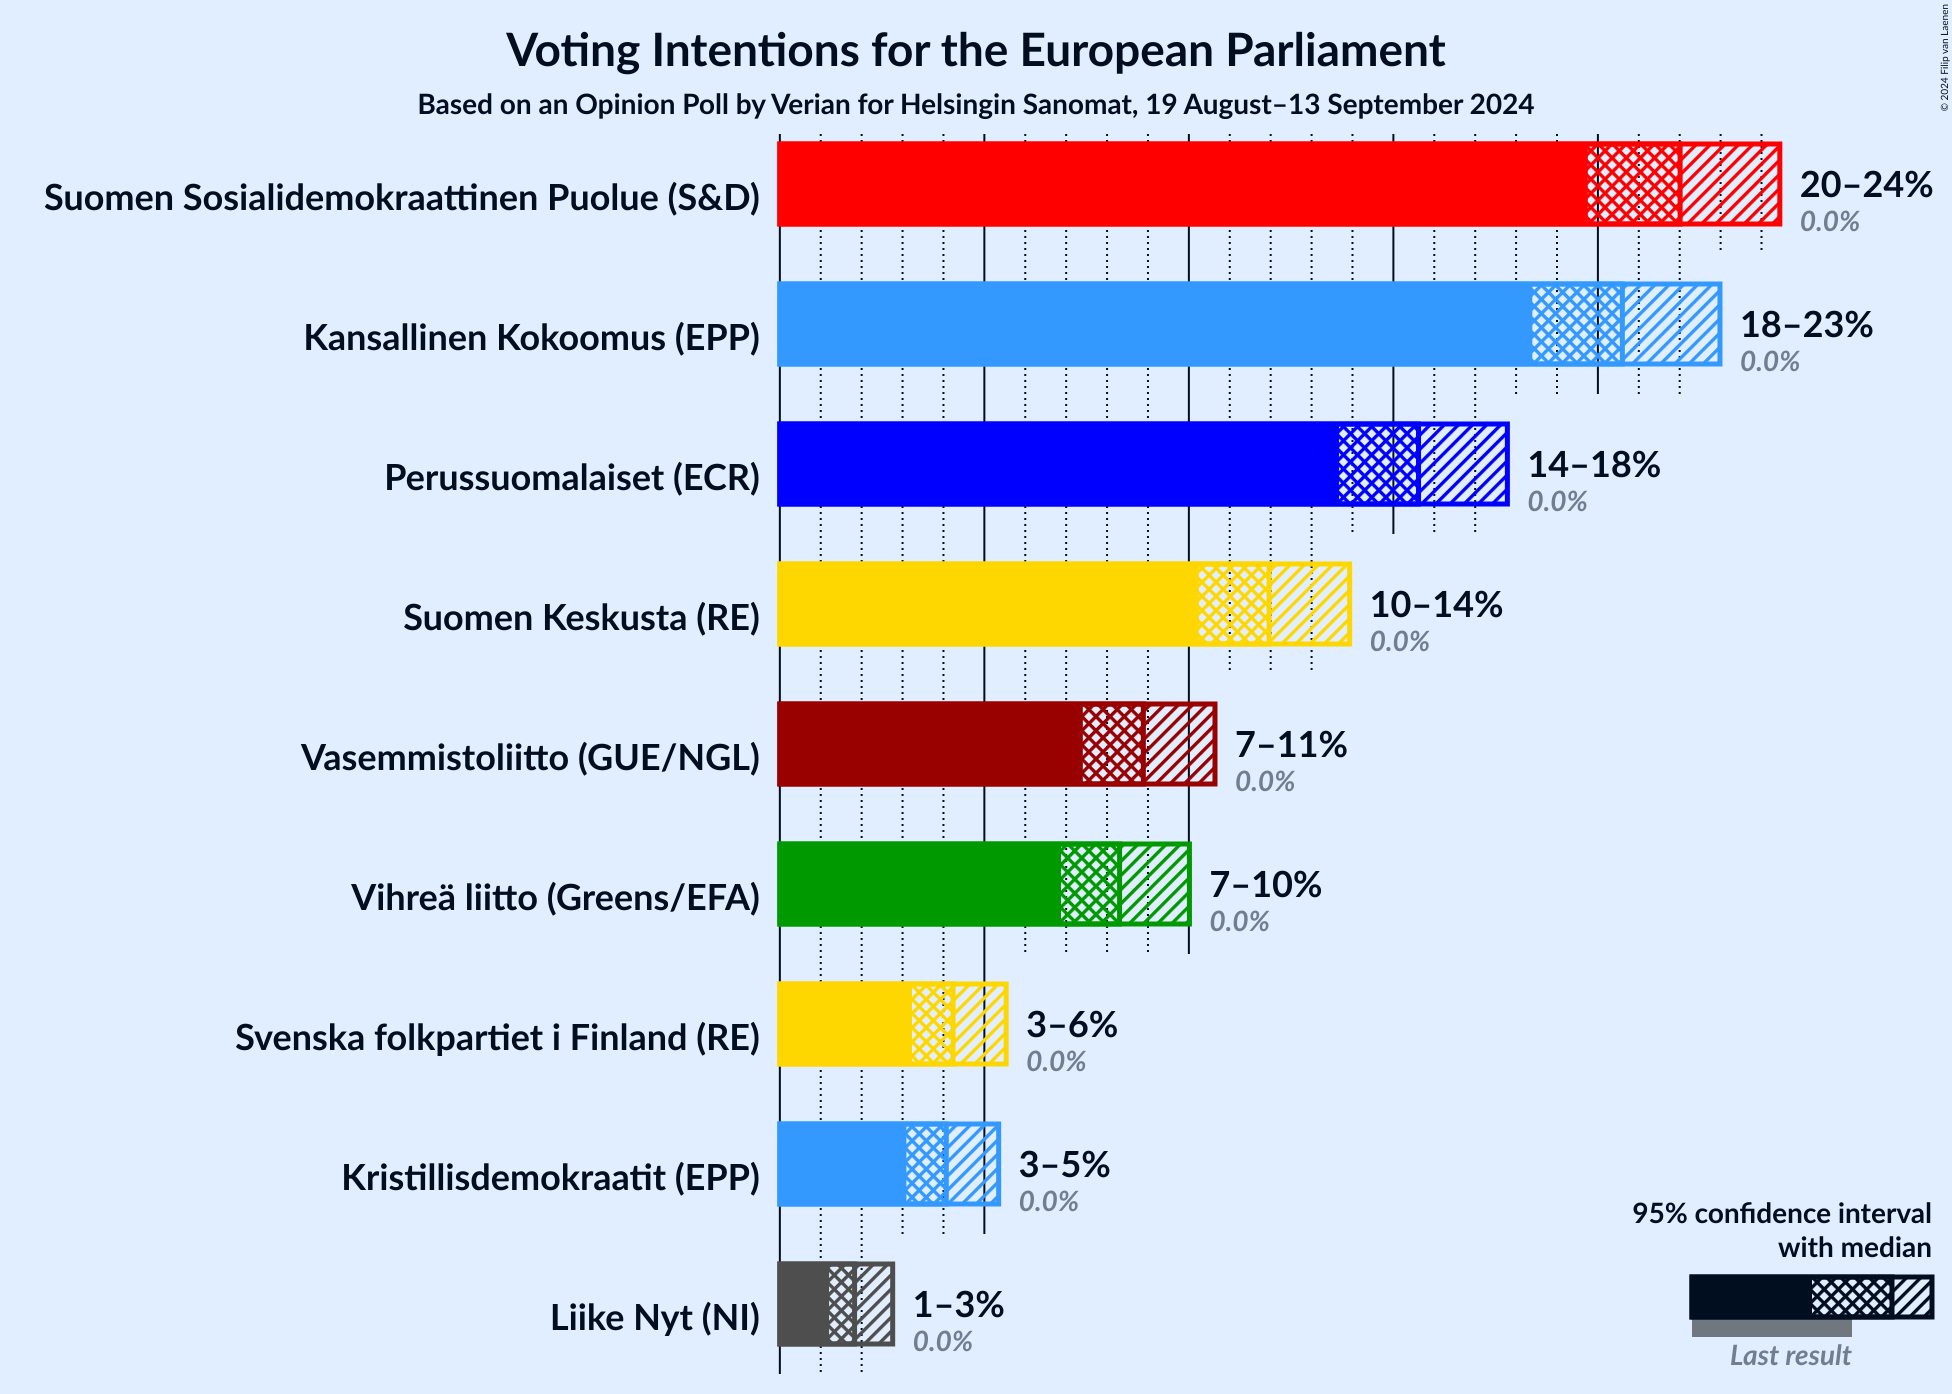 Voting Intentions for the European Parliament
Based on an Opinion Poll by Verian for Helsingin Sanomat, 19 August–13 September 2024
© 2024 Filip van Laenen
Suomen Sosialidemokraattinen Puolue (S&D)
20–24%
0.0%
Kansallinen Kokoomus (EPP)
18–23%
0.0%
Perussuomalaiset (ECR)
14–18%
0.0%
Suomen Keskusta (RE)
10–14%
0.0%
Vasemmistoliitto (GUE/NGL)
7–11%
0.0%
Vihreä liitto (Greens/EFA)
7–10%
0.0%
Svenska folkpartiet i Finland (RE)
3–6%
0.0%
Kristillisdemokraatit (EPP)
3–5%
0.0%
Liike Nyt (NI)
1–3%
0.0%
95% confidence interval
with median
Last result